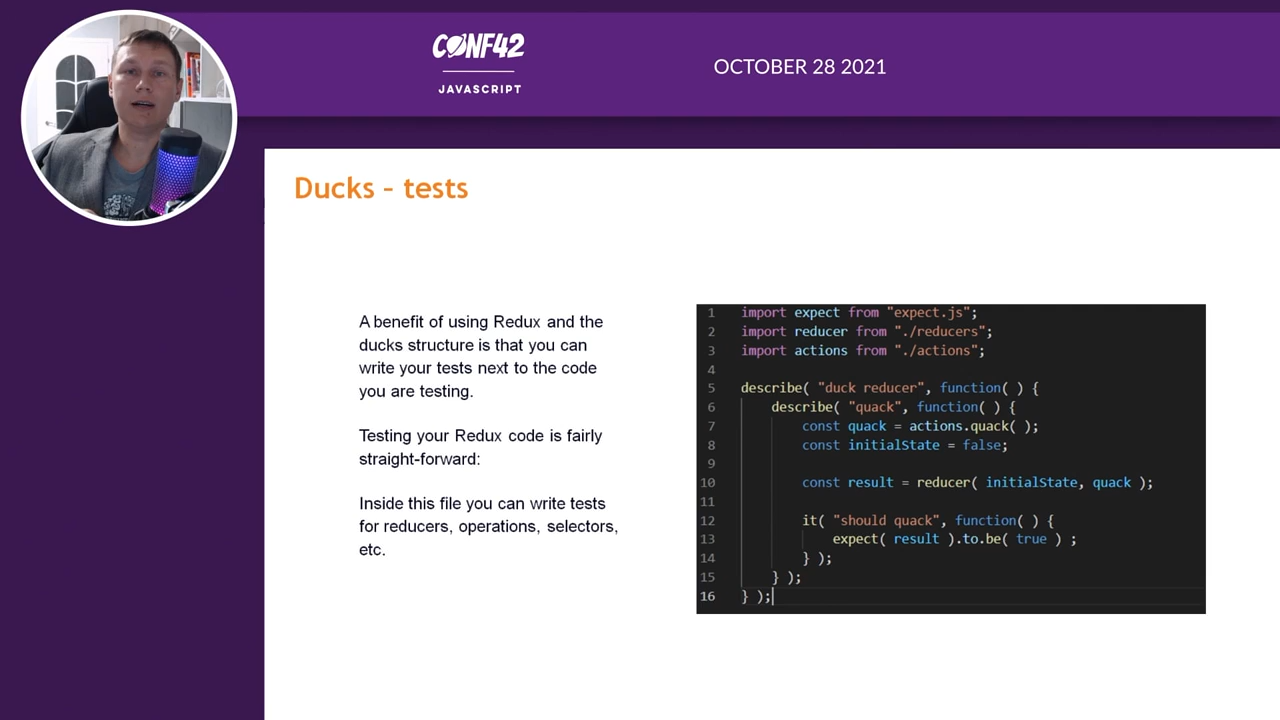 CONF42
JAVASCRIPT
OCTOBER 28 2021
Ducks - tests
A benefit of using Redux and the
ducks structure is that you can
write your tests next to the code
you are testing.
Testing your Redux code is fairly
straight-forward:
Inside this file you can write tests
for reducers, operations, selectors,
etc.
1 import expect from "expect.js";
2 import reducer from "./reducers";
3 import actions from "./actions";
4
5 describe( "duck reducer", function( ) {
6 describe( "quack", function( ) {
7 const quack = actions.quack( );
8 const initialState = false;
9
10 const result = reducer( initialState, quack );
11
12 it( "should quack", function( ) {
13 expect( result ).to.be( true ) ;
14 } );
15 } );
16 } );